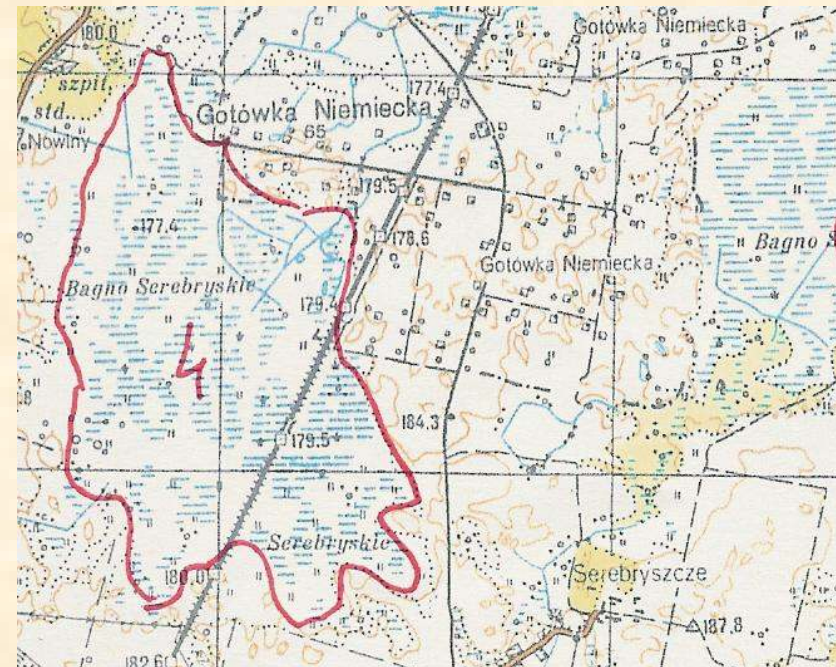 180.0
177.
Gotówka Niemiecka
szpit.
std.
177.4
Gotówka Niemiecka
65
Nowiny
179.5
177.4
178.6
Bagno
Gotówka Niemiecka
Bagno Serebryskie
179.4
4
184.3
179.5
Serebryskie
180.0
Serebryszcze
187.8
182.6